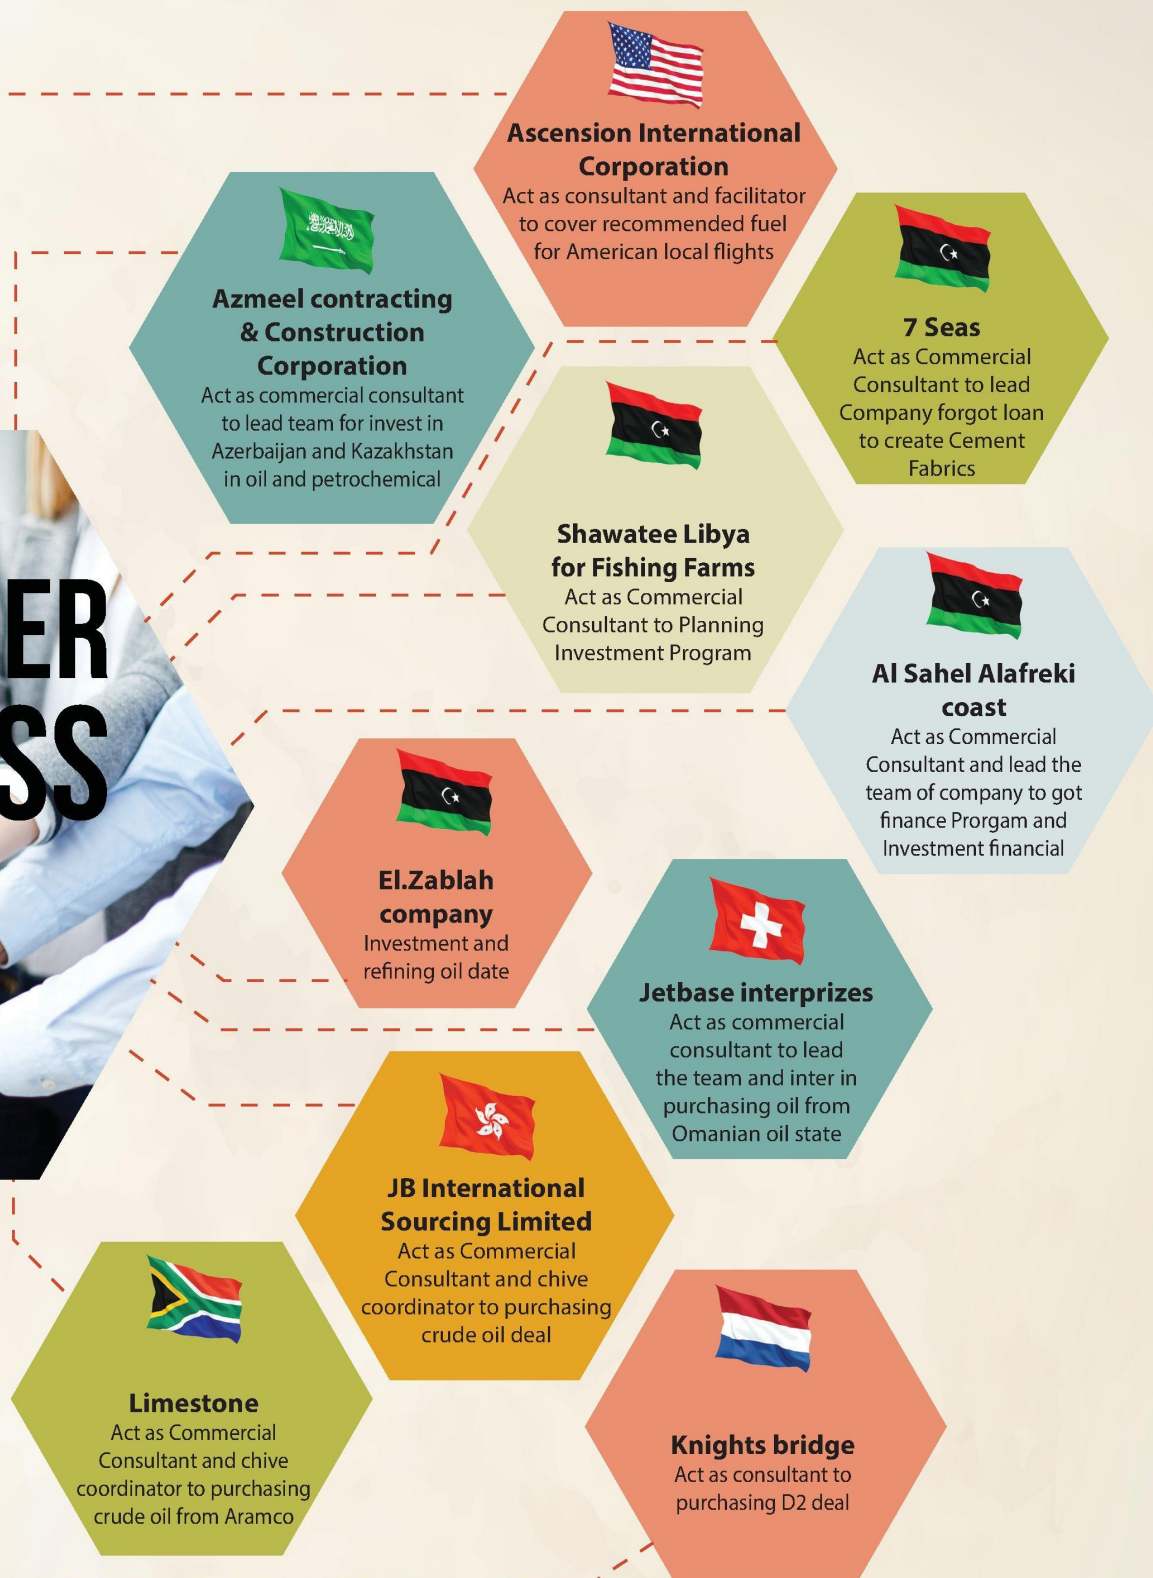 Ascension International
Corporation
Act as consultant and facilitator
to cover recommended fuel
for American local flights
Azmeel contracting
& Construction
Corporation
Act as commercial consultant
to lead team for invest in
Azerbaijan and Kazakhstan
in oil and petrochemical
7 Seas
Act as Commercial
Consultant to lead
Company forgot loan
to create Cement
Fabrics
Shawatee Libya
for Fishing Farms
Act as Commercial
Consultant to Planning
Investment Program
ER
SS
Al Sahel Alafreki
coast
Act as Commercial
Consultant and lead the
team of company to got
finance Prorgam and
Investment financial
El.Zablah
company
Investment and
refining oil date
Jetbase interprizes
Act as commercial
consultant to lead
the team and inter in
purchasing oil from
Omanian oil state
JB International
Sourcing Limited
Act as Commercial
Consultant and chive
coordinator to purchasing
crude oil deal
Limestone
Act as Commercial
Consultant and chive
coordinator to purchasing
crude oil from Aramco
Knights bridge
Act as consultant to
purchasing D2 deal